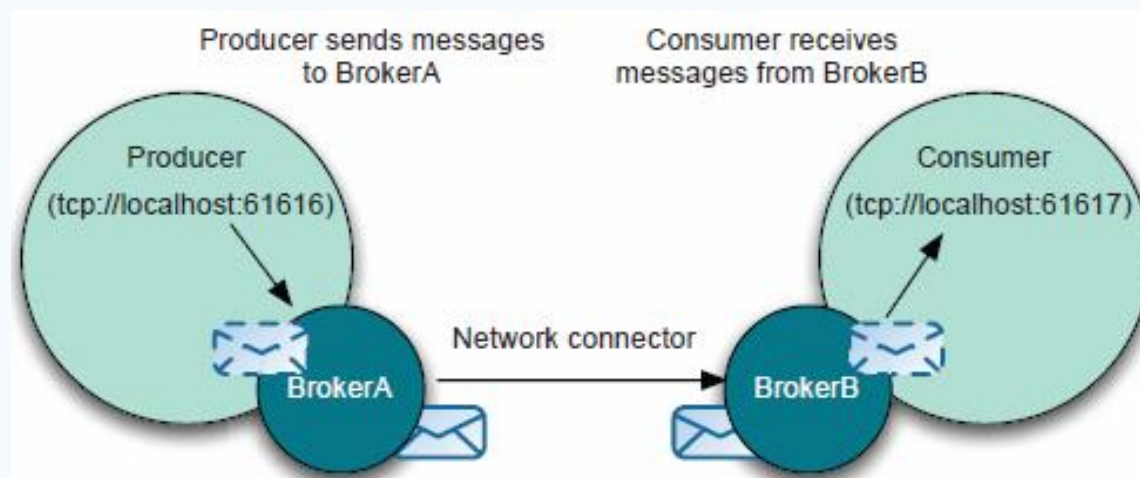 Producer sends messages
to BrokerA
Consumer receives
messages from BrokerB
Producer
(tcp://localhost:61616)
Consumer
(tcp://localhost:61617)
Network connector
BrokerA
BrokerB